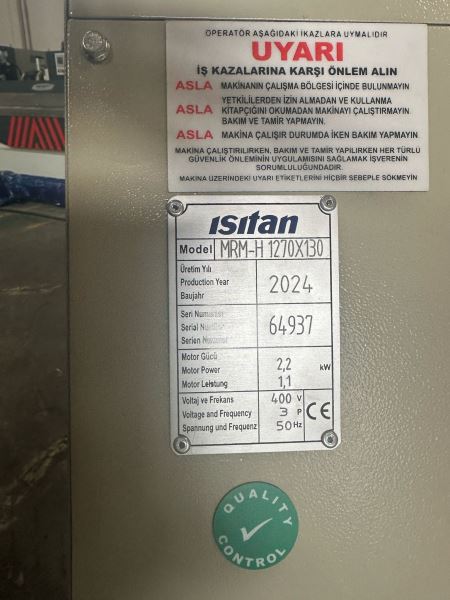 OPERATÖR AŞAĞIDAKİ İKAZLARA UYMALIDIR
UYARI
İŞ KAZALARINA KARŞI ÖNLEM ALIN
ASLA MAKİNANIN ÇALIŞMA BÖLGESİ İÇİNDE BULUNMAYIN
ASLA YETKİLİLERDEN İZİN ALMADAN VE KULLANMA
KİTAPÇIĞINI OKUMADAN MAKİNAYI ÇALIŞTIRMAYIN
BAKIM VE TAMİR YAPMAYIN.
ASLA MAKİNA ÇALIŞIR DURUMDA İKEN BAKIM YAPMAYIN
MAKİNA ÇALIŞTIRILIRKEN, BAKIM VE TAMİR YAPILIRKEN HER TÜRLÜ
GÜVENLİK ÖNLEMİNİN UYGULAMISINI SAĞLAMAK İŞVERENİN
SORUMLULUĞUNDADIR.
MAKİNA ÜZERİNDEKİ UYARI ETİKETLERİNİ HİÇBİR SEBEPLE SÖKMEYİN
ısıtan
Model MRM-H 1270X130
Üretim Yılı
Production Year 2024
Baujahr
Seri Numarası
Serial Number 64937
Serien Nummer
Motor Gücü
Motor Power 2,2 kW
Motor Leistung 1,1
Voltaj ve Frekans 400 V
Voltage and Frequency 3 P CE
Spannung und Frequenz 50 Hz
QUALITY
CONTROL